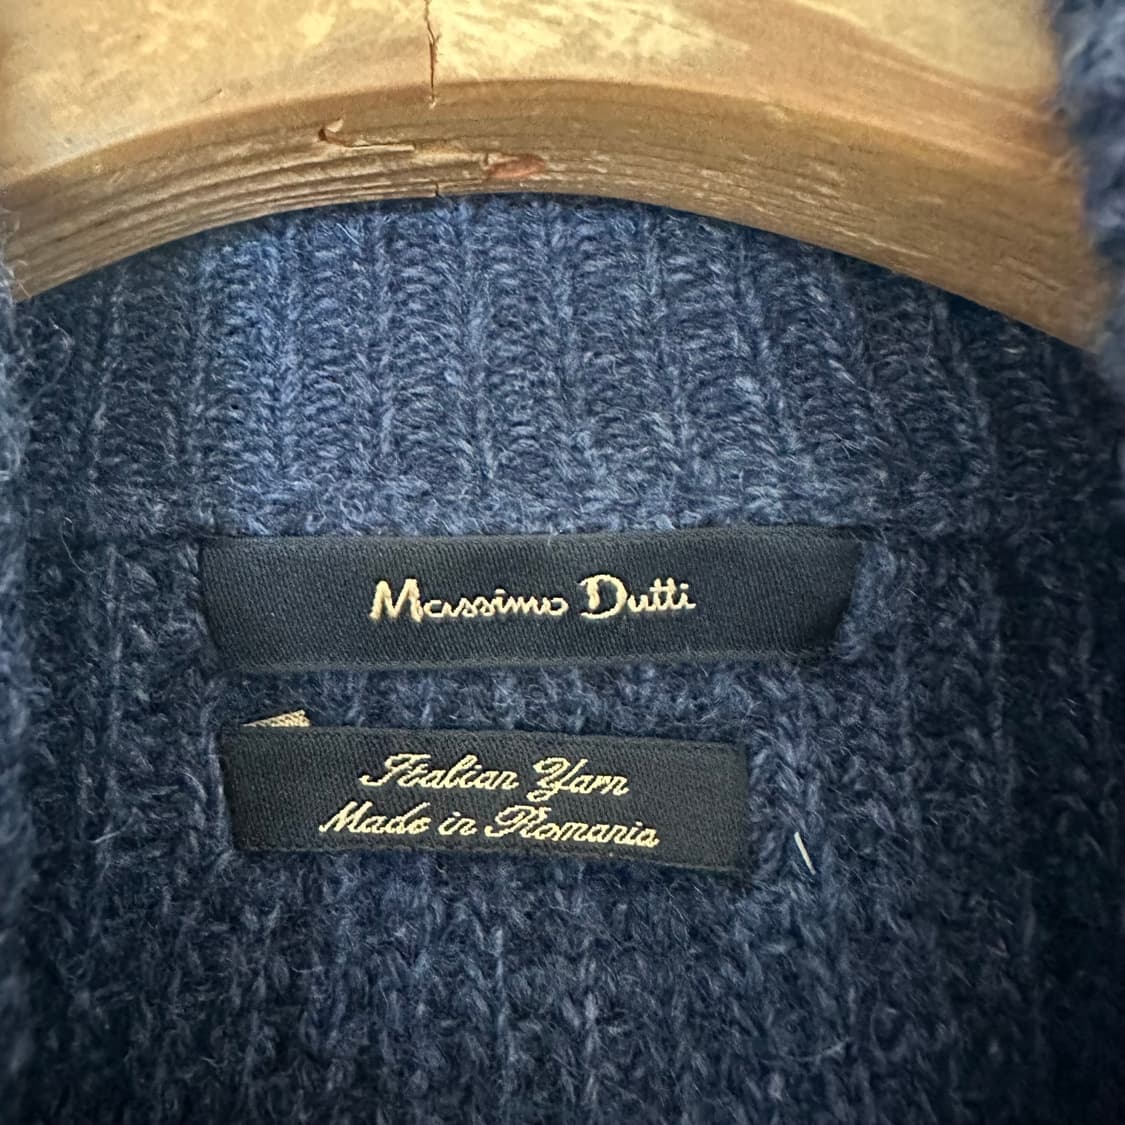 Massimo Dutti
Italian Yarn
Made in Romania